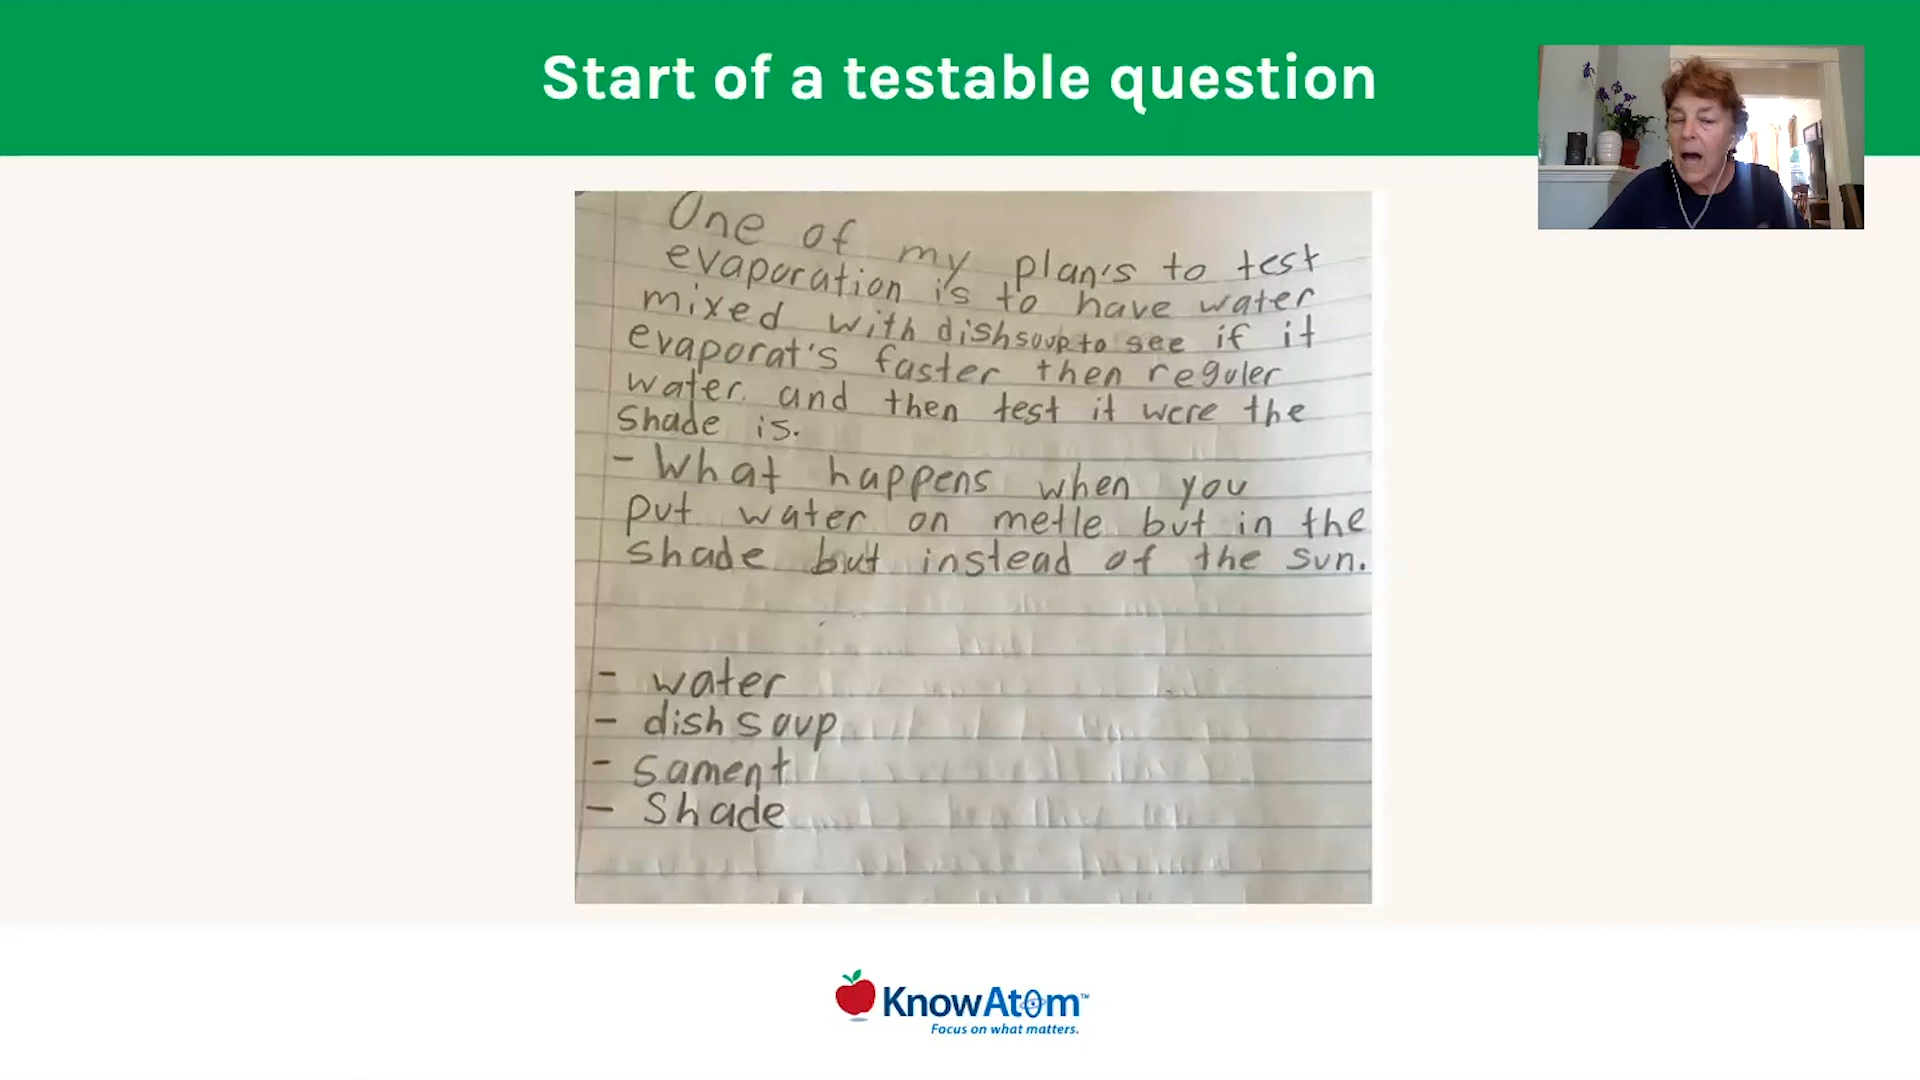 Start of a testable question
One of my plan's to test
evaporation is to have water
mixed with dishsoup to see if it
evaporat's faster then reguler
water. and then test it were the
shade is.
- What happens when you
put water on metle but in the
shade but instead of the sun.
- water
- dish soup
- sament
- Shade
KnowAtom™
Focus on what matters.